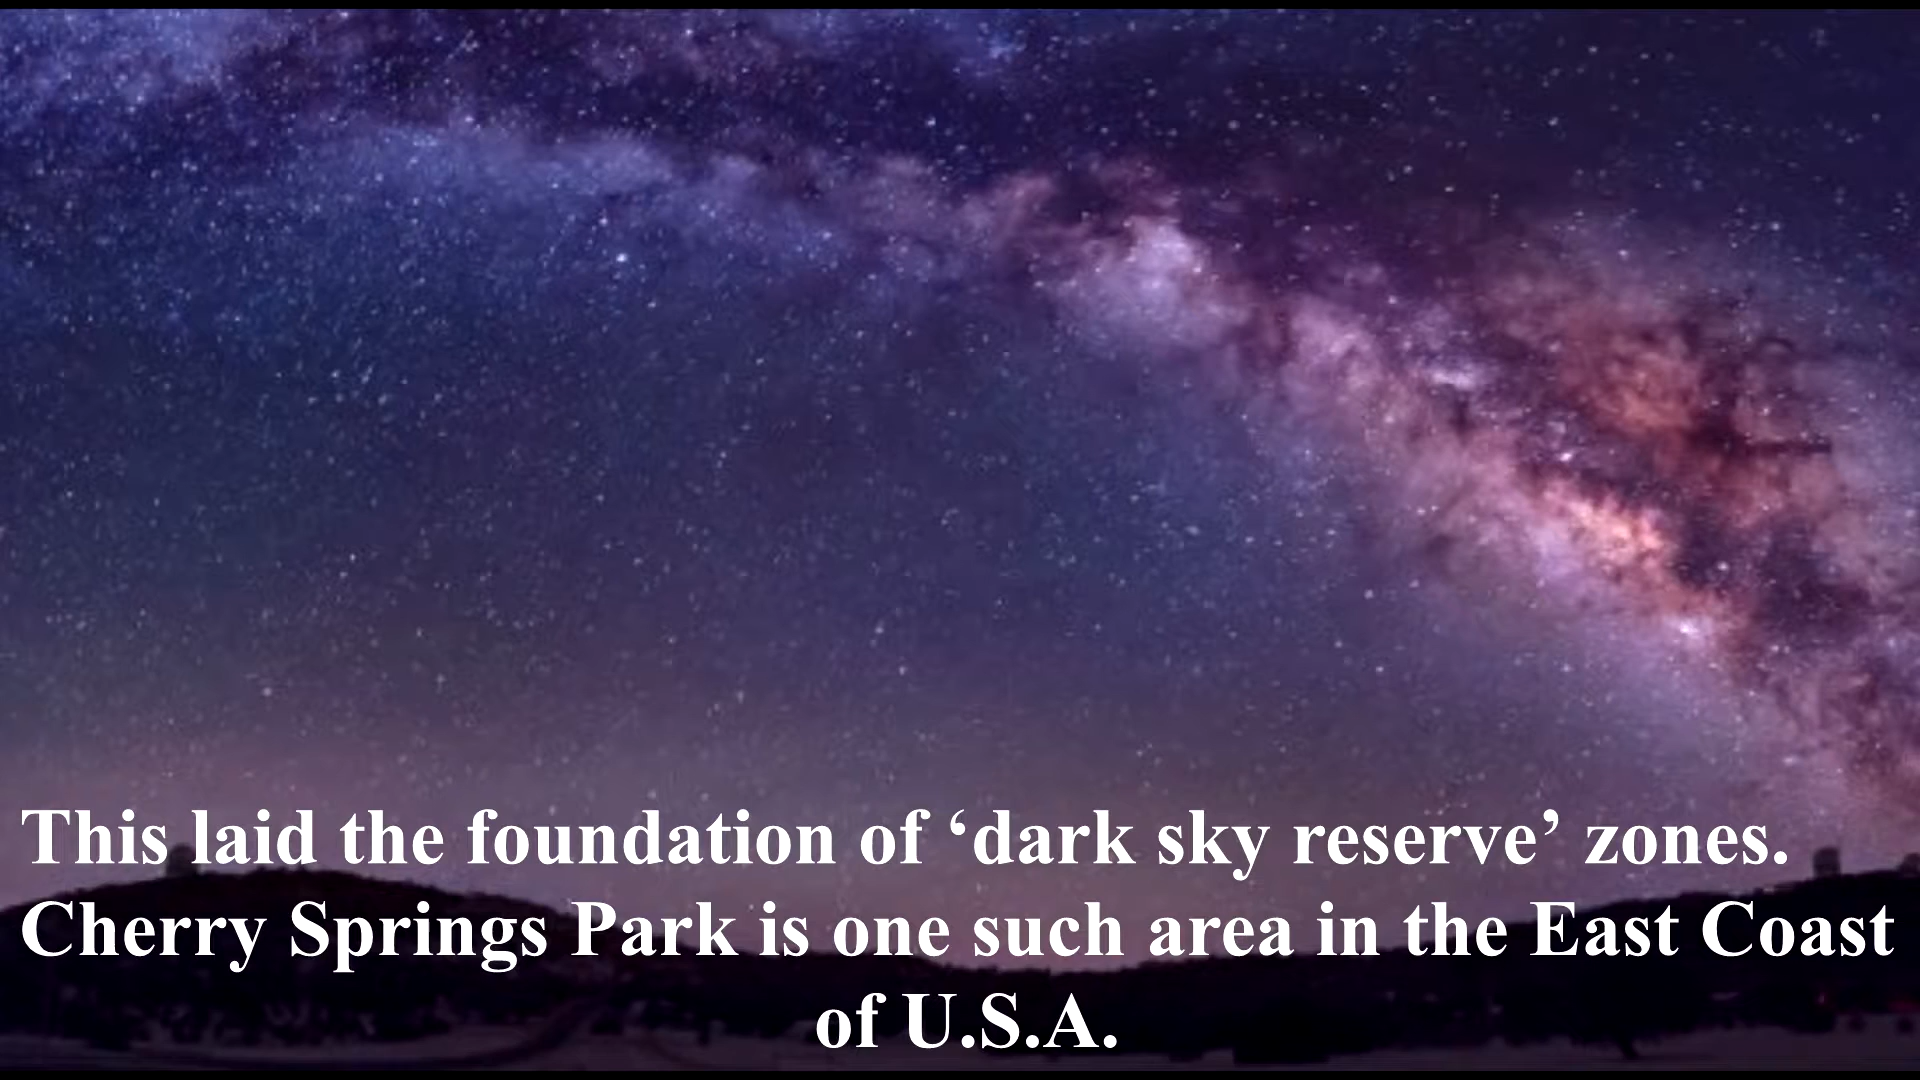 This laid the foundation of ‘dark sky reserve’ zones.
Cherry Springs Park is one such area in the East Coast
of U.S.A.